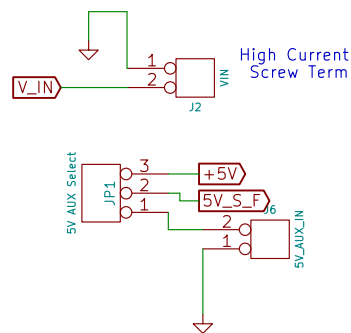 High Current
Screw Term
1
2
V_IN
VIN
J2
5V AUX Select
JP1
3
2
1
+5V
5V_S_F
J6
2
1
5V_AUX_IN